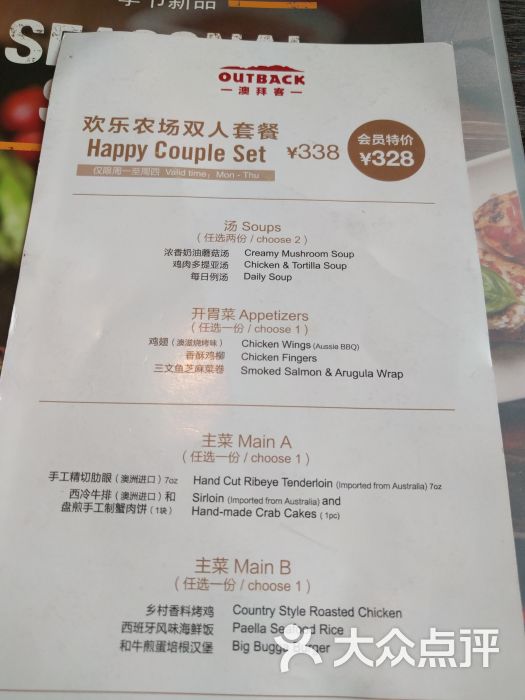 季节新品
OUTBACK
澳拜客
欢乐农场双人套餐
Happy Couple Set ¥338
会员特价
¥328
仅限周一至周四 Valid time: Mon - Thu
汤 Soups
(任选两份 / choose 2)
浓香奶油蘑菇汤 Creamy Mushroom Soup
鸡肉多提亚汤 Chicken & Tortilla Soup
每日例汤 Daily Soup
开胃菜 Appetizers
(任选一份 / choose 1)
鸡翅(澳滋烧烤味) Chicken Wings (Aussie BBQ)
香酥鸡柳 Chicken Fingers
三文鱼芝麻菜卷 Smoked Salmon & Arugula Wrap
主菜 Main A
(任选一份 / choose 1)
手工精切肋眼(澳洲进口) 7oz Hand Cut Ribeye Tenderloin (Imported from Australia) 7oz
西冷牛排(澳洲进口)和 Sirloin (Imported from Australia) and
盘煎手工制蟹肉饼(1块) Hand-made Crab Cakes (1pc)
主菜 Main B
(任选一份 / choose 1)
乡村香料烤鸡 Country Style Roasted Chicken
西班牙风味海鲜饭 Paella Seafood Rice
和牛煎蛋培根汉堡 Big Bugga Burger
大众点评